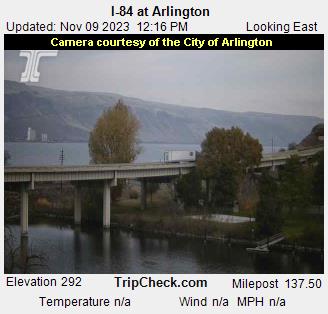 I-84 at Arlington
Updated: Nov 09 2023 12:16 PM Looking East
Camera courtesy of the City of Arlington
Elevation 292 TripCheck.com Milepost 137.50
Temperature n/a Wind n/a MPH n/a